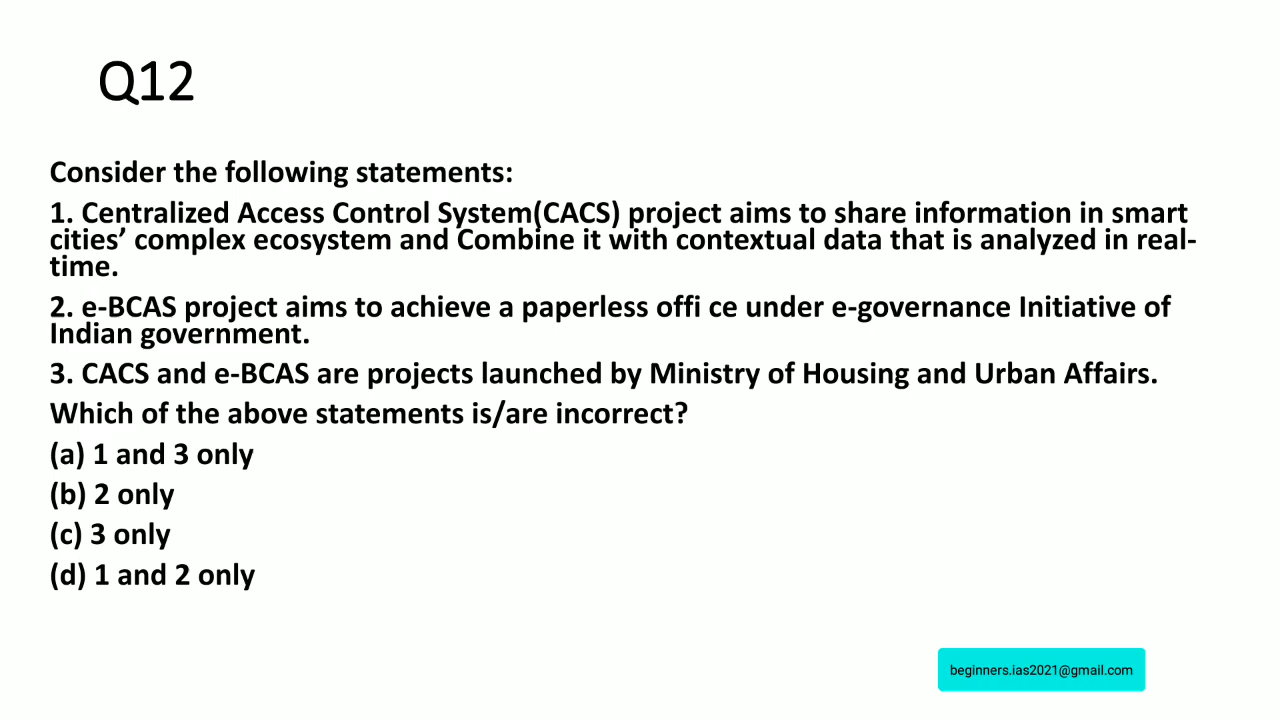 Q12
Consider the following statements:
1. Centralized Access Control System(CACS) project aims to share information in smart
cities’ complex ecosystem and Combine it with contextual data that is analyzed in real-
time.
2. e-BCAS project aims to achieve a paperless offi ce under e-governance Initiative of
Indian government.
3. CACS and e-BCAS are projects launched by Ministry of Housing and Urban Affairs.
Which of the above statements is/are incorrect?
(a) 1 and 3 only
(b) 2 only
(c) 3 only
(d) 1 and 2 only
beginners.ias2021@gmail.com